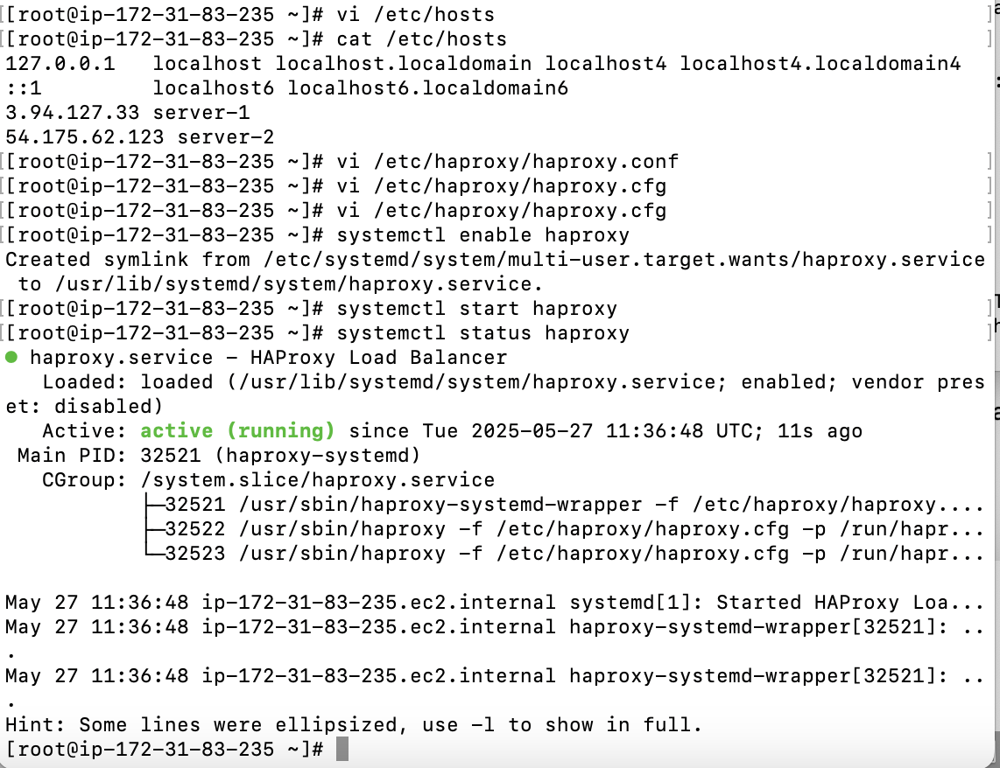 [[root@ip-172-31-83-235 ~]# vi /etc/hosts ]
[[root@ip-172-31-83-235 ~]# cat /etc/hosts ]
127.0.0.1   localhost localhost.localdomain localhost4 localhost4.localdomain4
::1         localhost6 localhost6.localdomain6
3.94.127.33 server-1
54.175.62.123 server-2
[[root@ip-172-31-83-235 ~]# vi /etc/haproxy/haproxy.conf ]
[[root@ip-172-31-83-235 ~]# vi /etc/haproxy/haproxy.cfg ]
[[root@ip-172-31-83-235 ~]# vi /etc/haproxy/haproxy.cfg ]
[[root@ip-172-31-83-235 ~]# systemctl enable haproxy ]
Created symlink from /etc/systemd/system/multi-user.target.wants/haproxy.service
 to /usr/lib/systemd/system/haproxy.service.
[[root@ip-172-31-83-235 ~]# systemctl start haproxy ]
[[root@ip-172-31-83-235 ~]# systemctl status haproxy ]
● haproxy.service - HAProxy Load Balancer
   Loaded: loaded (/usr/lib/systemd/system/haproxy.service; enabled; vendor pres
et: disabled)
   Active: active (running) since Tue 2025-05-27 11:36:48 UTC; 11s ago
 Main PID: 32521 (haproxy-systemd)
   CGroup: /system.slice/haproxy.service
           ├─32521 /usr/sbin/haproxy-systemd-wrapper -f /etc/haproxy/haproxy....
           ├─32522 /usr/sbin/haproxy -f /etc/haproxy/haproxy.cfg -p /run/hapr...
           └─32523 /usr/sbin/haproxy -f /etc/haproxy/haproxy.cfg -p /run/hapr...

May 27 11:36:48 ip-172-31-83-235.ec2.internal systemd[1]: Started HAProxy Loa...
May 27 11:36:48 ip-172-31-83-235.ec2.internal haproxy-systemd-wrapper[32521]: ..
.
May 27 11:36:48 ip-172-31-83-235.ec2.internal haproxy-systemd-wrapper[32521]: ..
.
Hint: Some lines were ellipsized, use -l to show in full.
[root@ip-172-31-83-235 ~]#